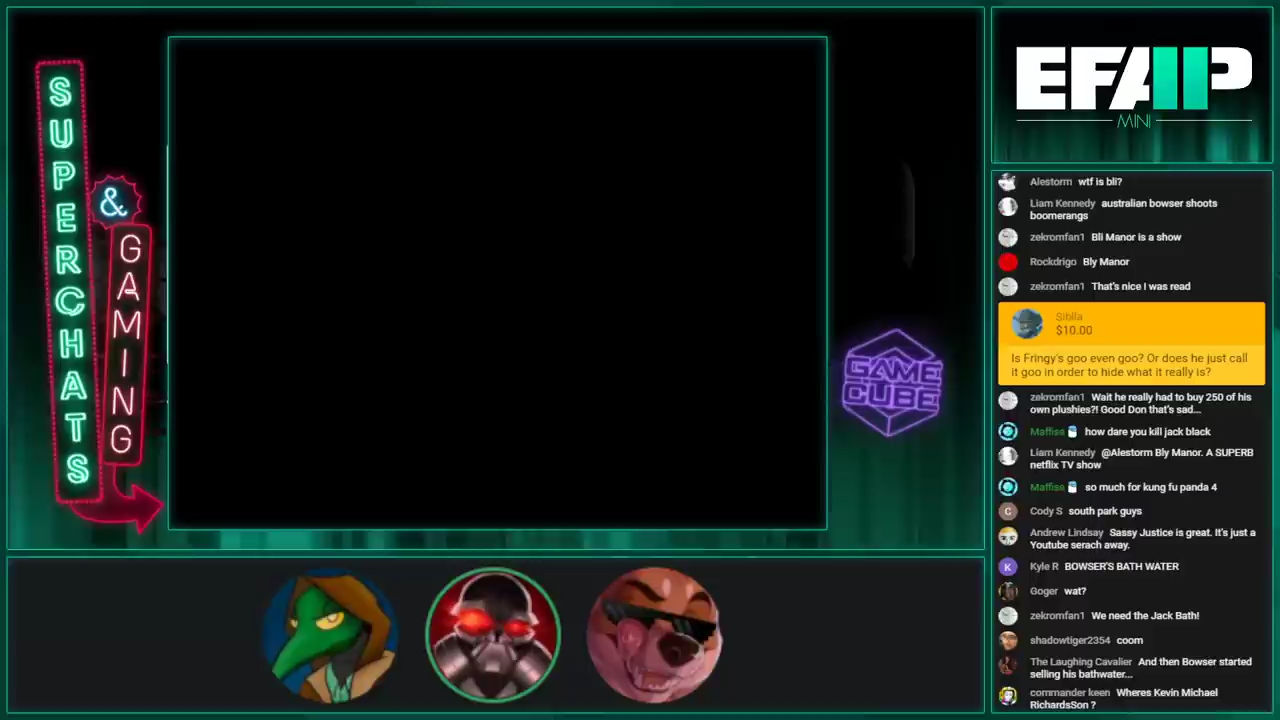 SUPERCHATS
&
GAMING
GAME
CUBE
EFAP
MINI
Alestorm wtf is bli?
Liam Kennedy australian bowser shoots
boomerangs
zekromfan1 Bli Manor is a show
Rockdrigo Bly Manor
zekromfan1 That's nice I was read
Siblla
$10.00
Is Fringy's goo even goo? Or does he just call
it goo in order to hide what it really is?
zekromfan1 Wait he really had to buy 250 of his
own plushies?! Good Don that's sad...
Maffise how dare you kill jack black
Liam Kennedy @Alestorm Bly Manor. A SUPERB
netflix TV show
Maffise so much for kung fu panda 4
C
Cody S south park guys
Andrew Lindsay Sassy Justice is great. It's just a
Youtube serach away.
K
Kyle R BOWSER'S BATH WATER
Goger wat?
zekromfan1 We need the Jack Bath!
shadowtiger2354 coom
The Laughing Cavalier And then Bowser started
selling his bathwater...
commander keen Wheres Kevin Michael
RichardsSon ?